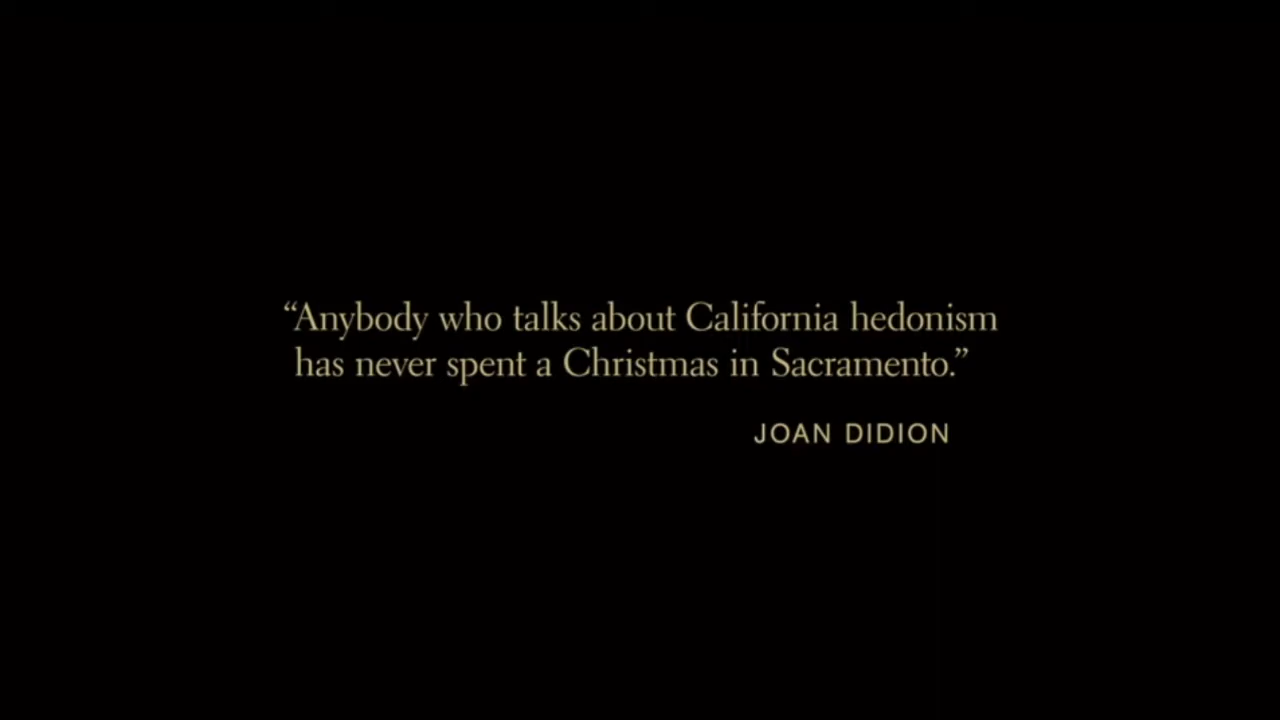 “Anybody who talks about California hedonism
has never spent a Christmas in Sacramento.”
JOAN DIDION